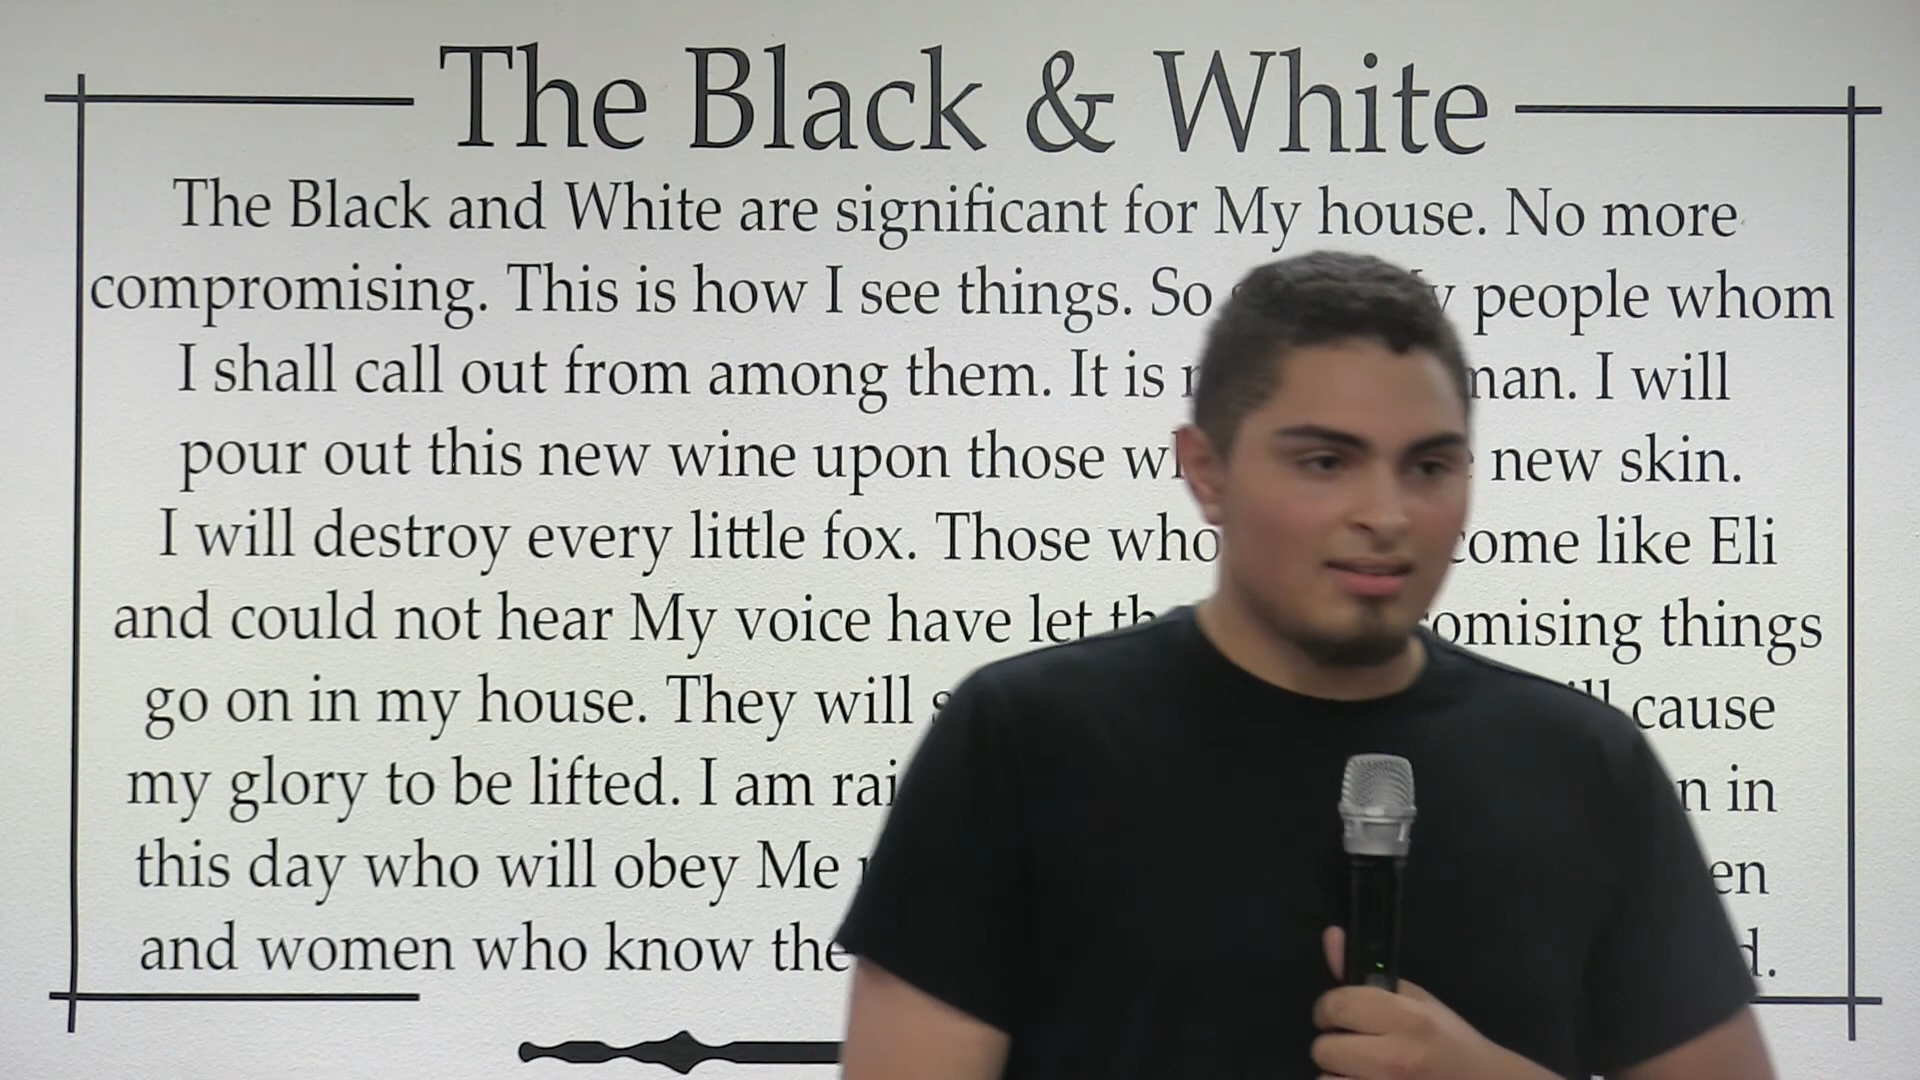 The Black & White
The Black and White are significant for My house. No more
compromising. This is how I see things. So people whom
I shall call out from among them. It is man. I will
pour out this new wine upon those new skin.
I will destroy every little fox. Those who come like Eli
and could not hear My voice have let things
go on in my house. They will cause
my glory to be lifted. I am in
this day who will obey Me
and women who know